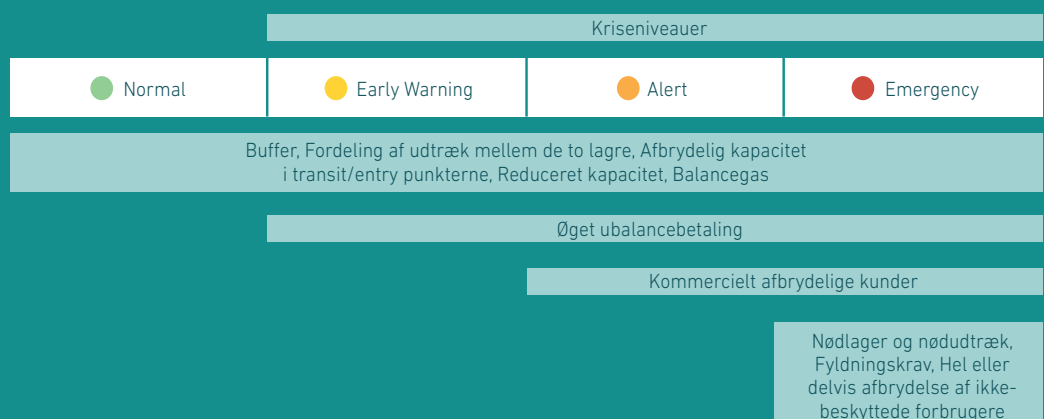 Kriseniveauer
Normal
Early Warning
Alert
Emergency
Buffer, Fordeling af udtræk mellem de to lagre, Afbrydelig kapacitet
i transit/entry punkterne, Reduceret kapacitet, Balancegas
Øget ubalancebetaling
Kommercielt afbrydelige kunder
Nødlager og nødudtræk,
Fyldningskrav, Hel eller
delvis afbrydelse af ikke-
beskyttede forbrugere